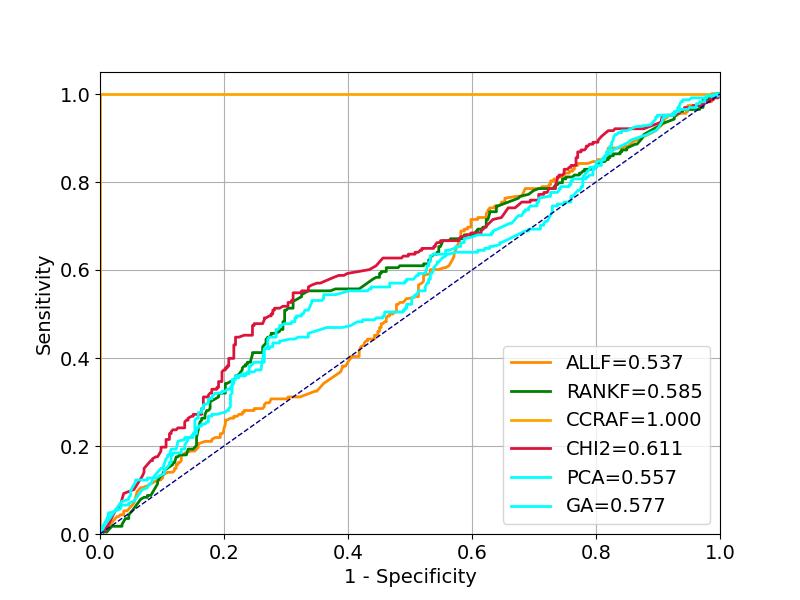 1.0
0.8
0.6
0.4
0.2
0.0
Sensitivity
ALLF=0.537
RANKF=0.585
CCRAF=1.000
CHI2=0.611
PCA=0.557
GA=0.577
0.0 0.2 0.4 0.6 0.8 1.0
1 - Specificity